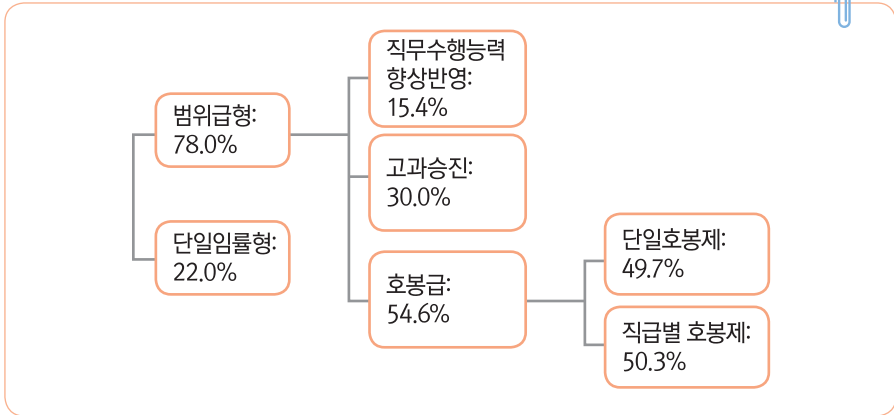 범위급형:
78.0%
단일임률형:
22.0%
직무수행능력
향상반영:
15.4%
고과승진:
30.0%
호봉급:
54.6%
단일호봉제:
49.7%
직급별 호봉제:
50.3%